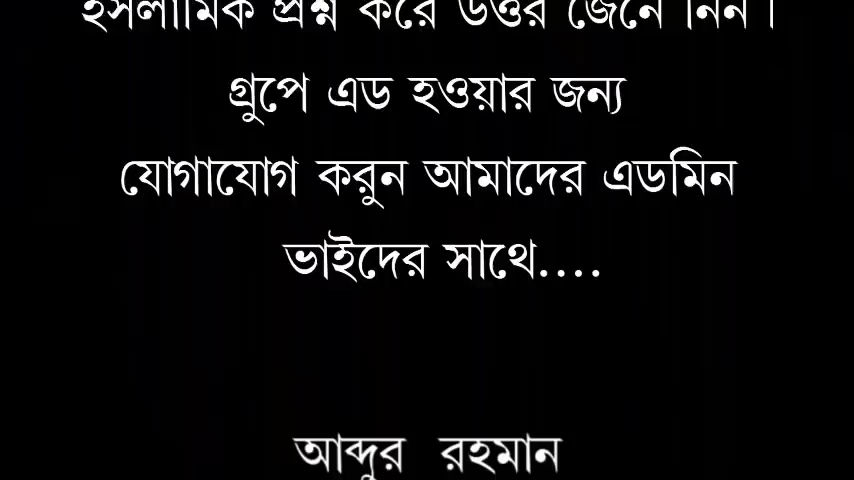 ইসলামিক প্রশ্ন করে উত্তর জেনে নিন।
গ্রুপে এড হওয়ার জন্য
যোগাযোগ করুন আমাদের এডমিন
ভাইদের সাথে....
আব্দুর রহমান